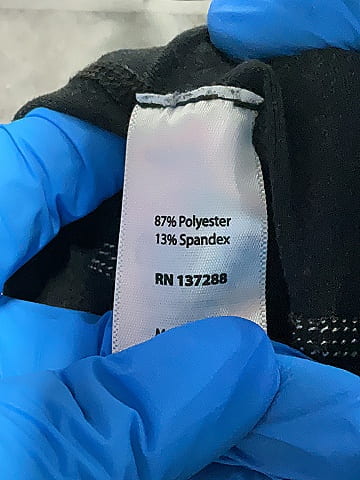 87% Polyester
13% Spandex
RN 137288